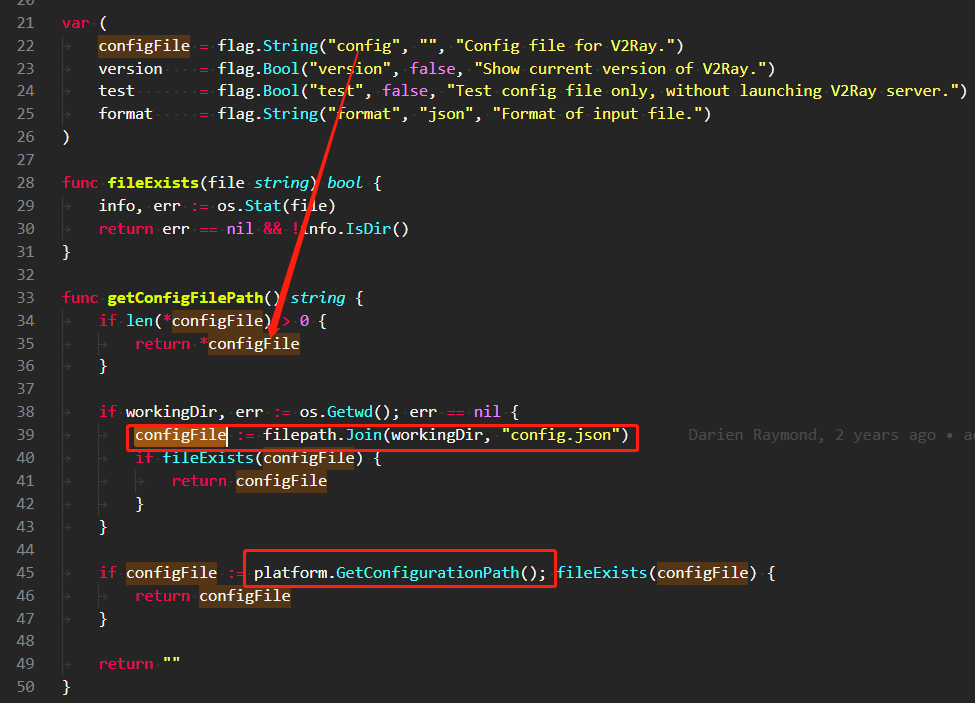 20
21 var (
22 configFile = flag.String("config", "", "Config file for V2Ray.")
23 version = flag.Bool("version", false, "Show current version of V2Ray.")
24 test = flag.Bool("test", false, "Test config file only, without launching V2Ray server.")
25 format = flag.String("format", "json", "Format of input file.")
26 )
27
28 func fileExists(file string) bool {
29 info, err := os.Stat(file)
30 return err == nil && !info.IsDir()
31 }
32
33 func getConfigFilePath() string {
34 if len(*configFile) > 0 {
35 return *configFile
36 }
37
38 if workingDir, err := os.Getwd(); err == nil {
39 configFile := filepath.Join(workingDir, "config.json") Darien Raymond, 2 years ago •
40 if fileExists(configFile) {
41 return configFile
42 }
43 }
44
45 if configFile := platform.GetConfigurationPath(); fileExists(configFile) {
46 return configFile
47 }
48
49 return ""
50 }